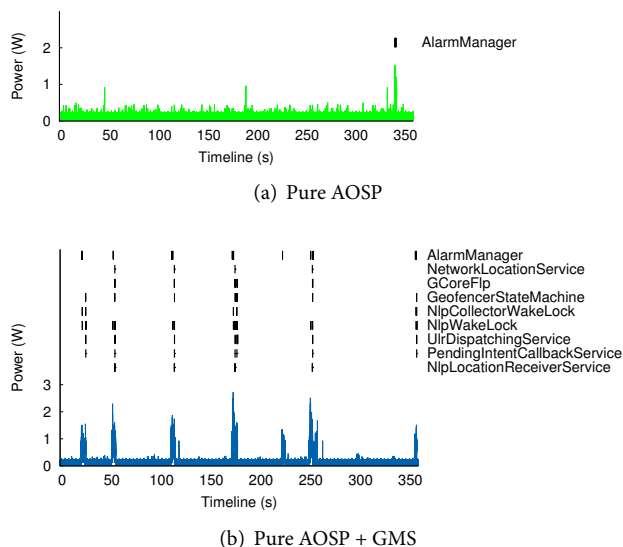 AlarmManager
Power (W)
2
1
0
0 50 100 150 200 250 300 350
Timeline (s)
(a) Pure AOSP
AlarmManager
NetworkLocationService
GCoreFlp
GeofencerStateMachine
NlpCollectorWakeLock
NlpWakeLock
UlrDispatchingService
PendingIntentCallbackService
NlpLocationReceiverService
Power (W)
3
2
1
0
0 50 100 150 200 250 300 350
Timeline (s)
(b) Pure AOSP + GMS